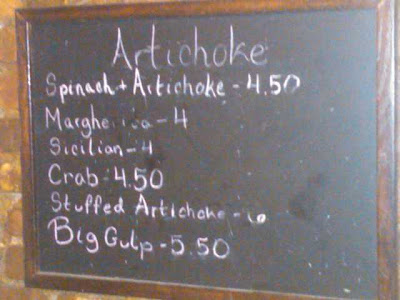 Artichoke
Spinach + Artichoke - 4.50
Margherita - 4
Sicilian - 4
Crab - 4.50
Stuffed Artichoke -
Big Gulp - 5.50